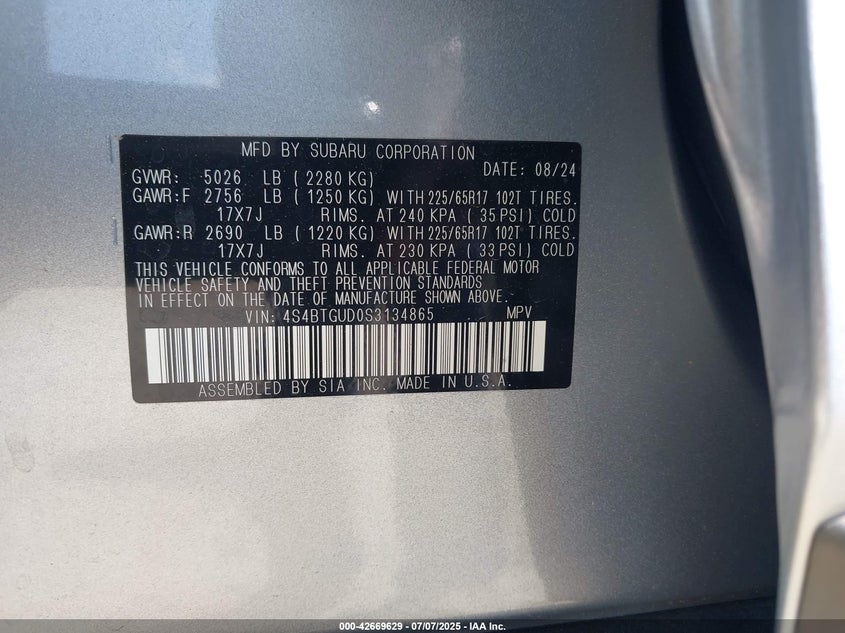 MFD BY SUBARU CORPORATION
DATE: 08/24
GVWR: 5026 LB ( 2280 KG)
GAWR:F 2756 LB ( 1250 KG) WITH 225/65R17 102T TIRES.
17X7J RIMS. AT 240 KPA ( 35 PSI) COLD
GAWR:R 2690 LB ( 1220 KG) WITH 225/65R17 102T TIRES.
17X7J RIMS. AT 230 KPA ( 33 PSI) COLD
THIS VEHICLE CONFORMS TO ALL APPLICABLE FEDERAL MOTOR
VEHICLE SAFETY AND THEFT PREVENTION STANDARDS
IN EFFECT ON THE DATE OF MANUFACTURE SHOWN ABOVE.
VIN: 4S4BTGUD0S3134865 MPV
ASSEMBLED BY SIA INC. MADE IN U.S.A.
000-42669629 - 07/07/2025 - IAA Inc.